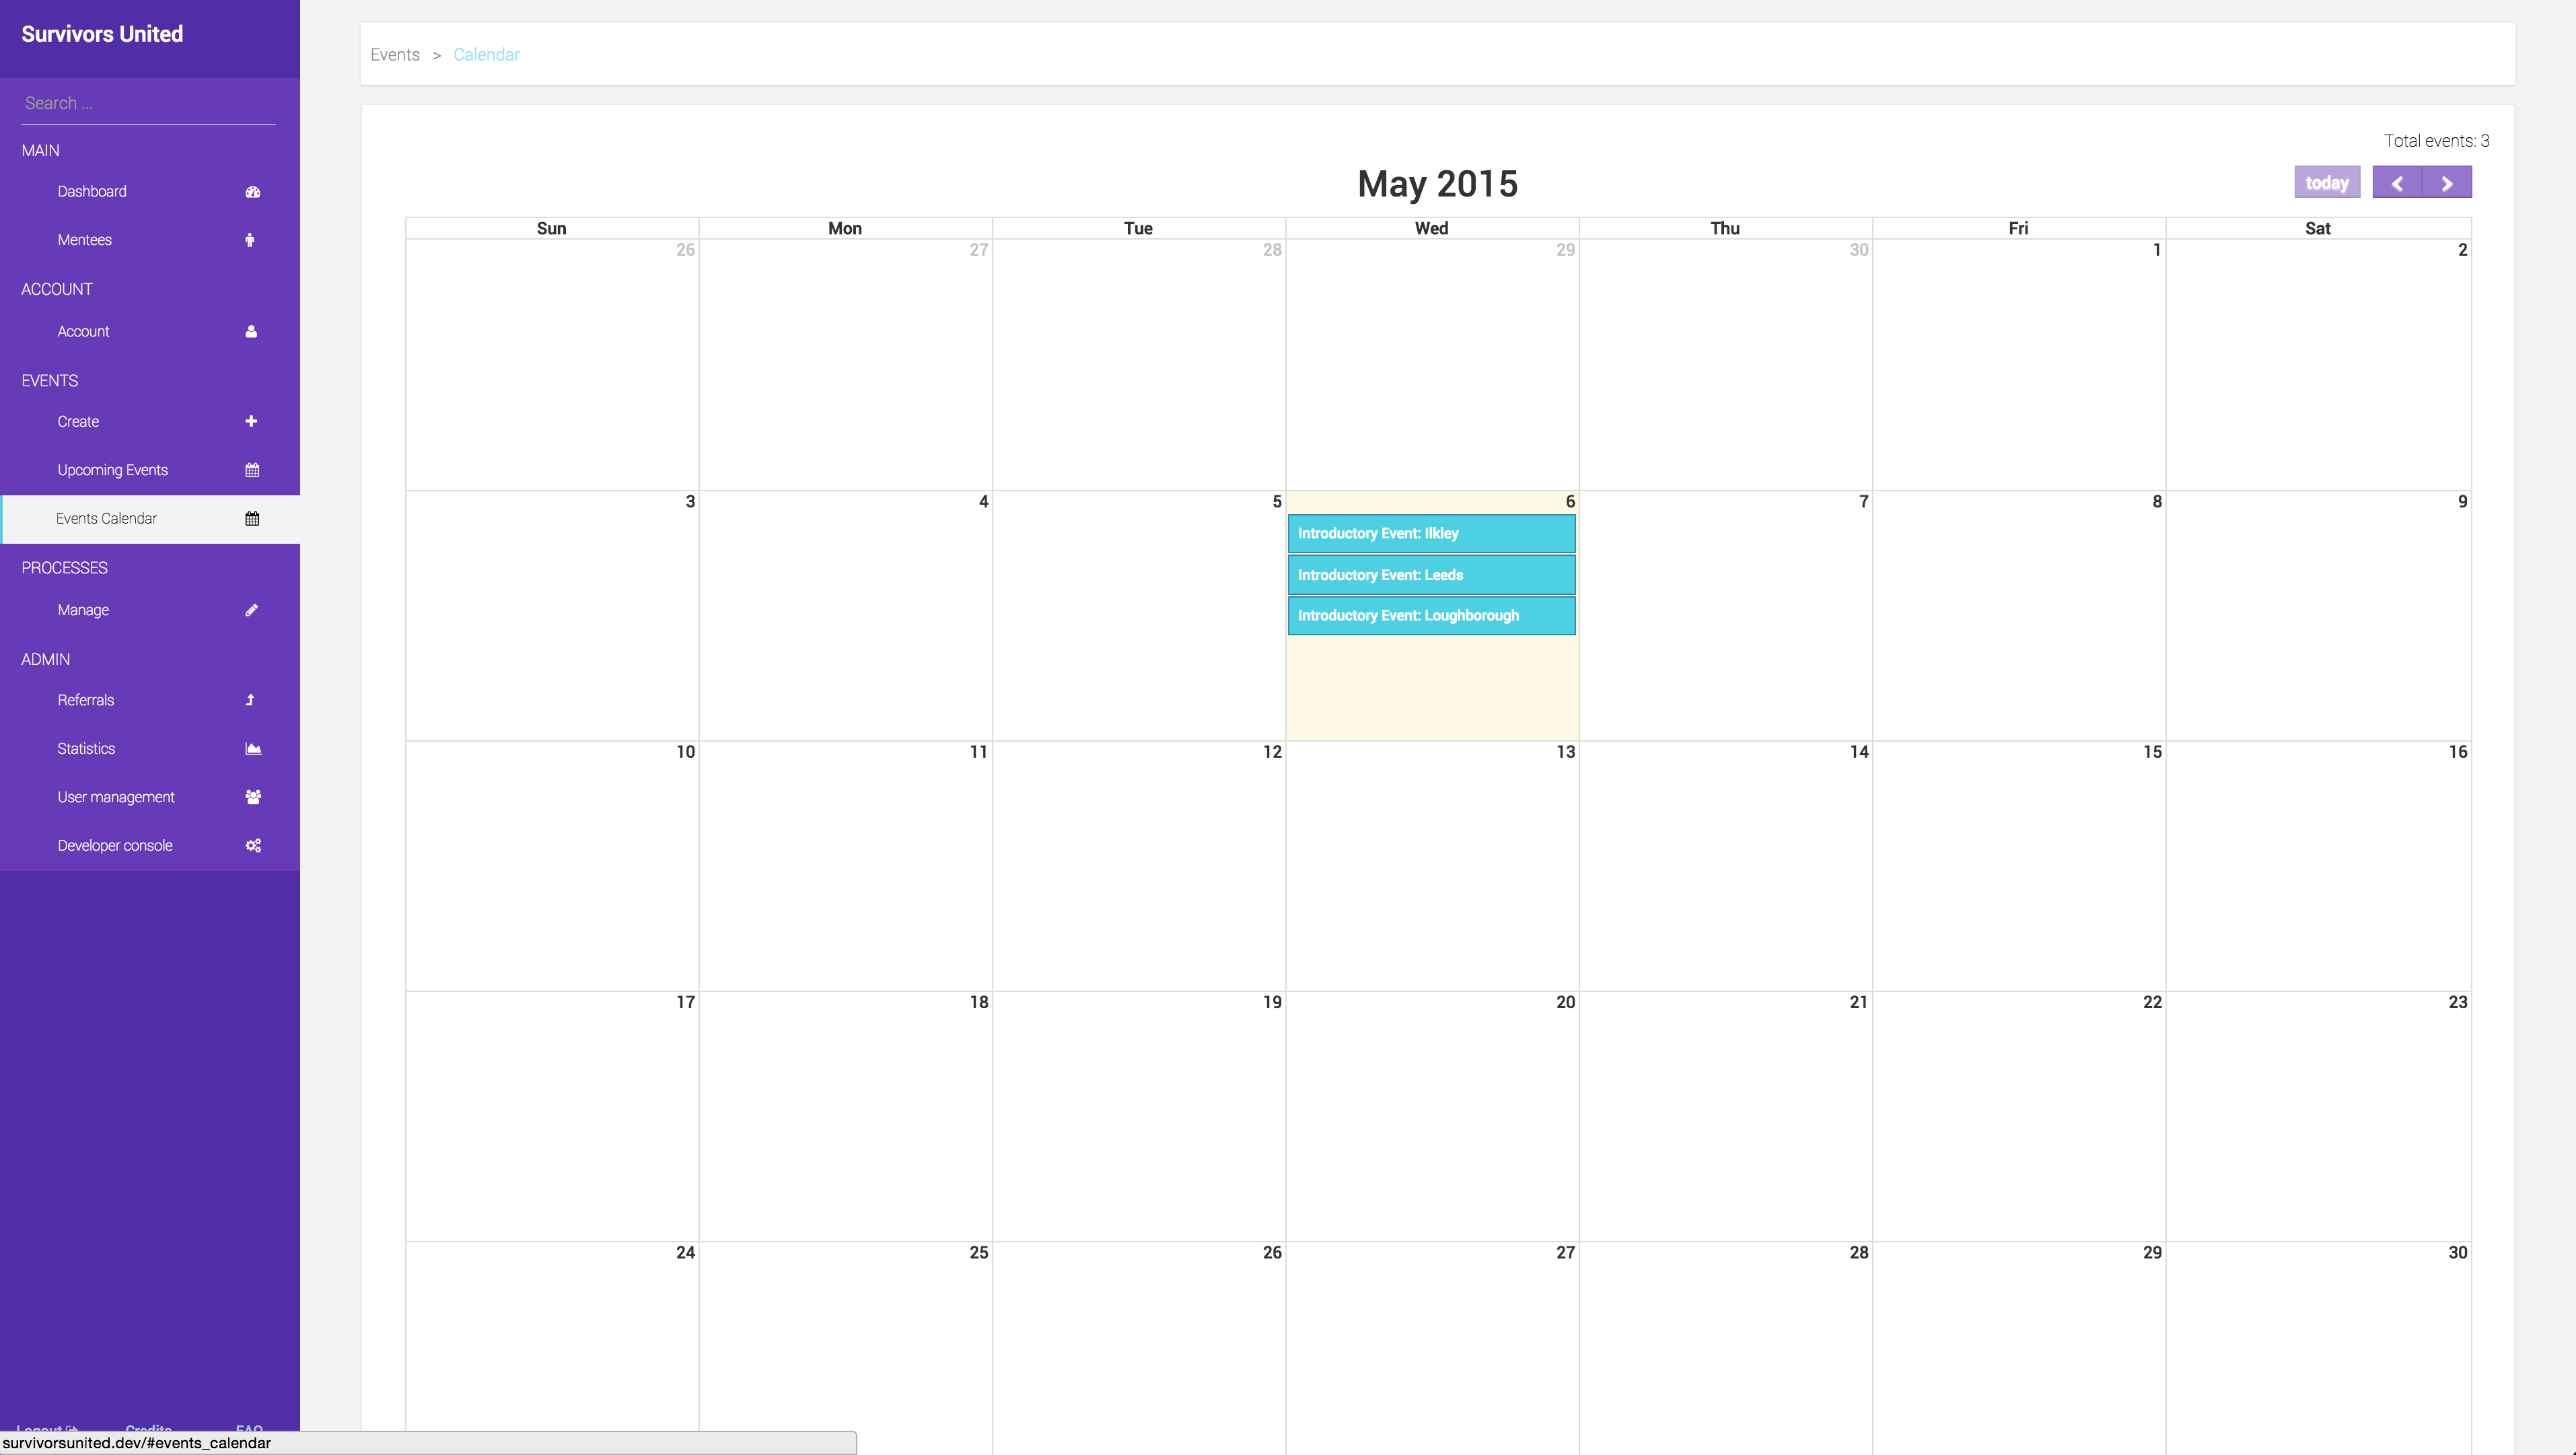 Survivors United
Search ...
MAIN
Dashboard
Mentees
ACCOUNT
Account
EVENTS
Create
Upcoming Events
Events Calendar
PROCESSES
Manage
ADMIN
Referrals
Statistics
User management
Developer console
Logout Credits FAQ
survivorsunited.dev/#events_calendar
Events > Calendar
Total events: 3
May 2015
today
Sun Mon Tue Wed Thu Fri Sat
26 27 28 29 30 1 2
3 4 5 6 7 8 9
Introductory Event: Ilkley
Introductory Event: Leeds
Introductory Event: Loughborough
10 11 12 13 14 15 16
17 18 19 20 21 22 23
24 25 26 27 28 29 30